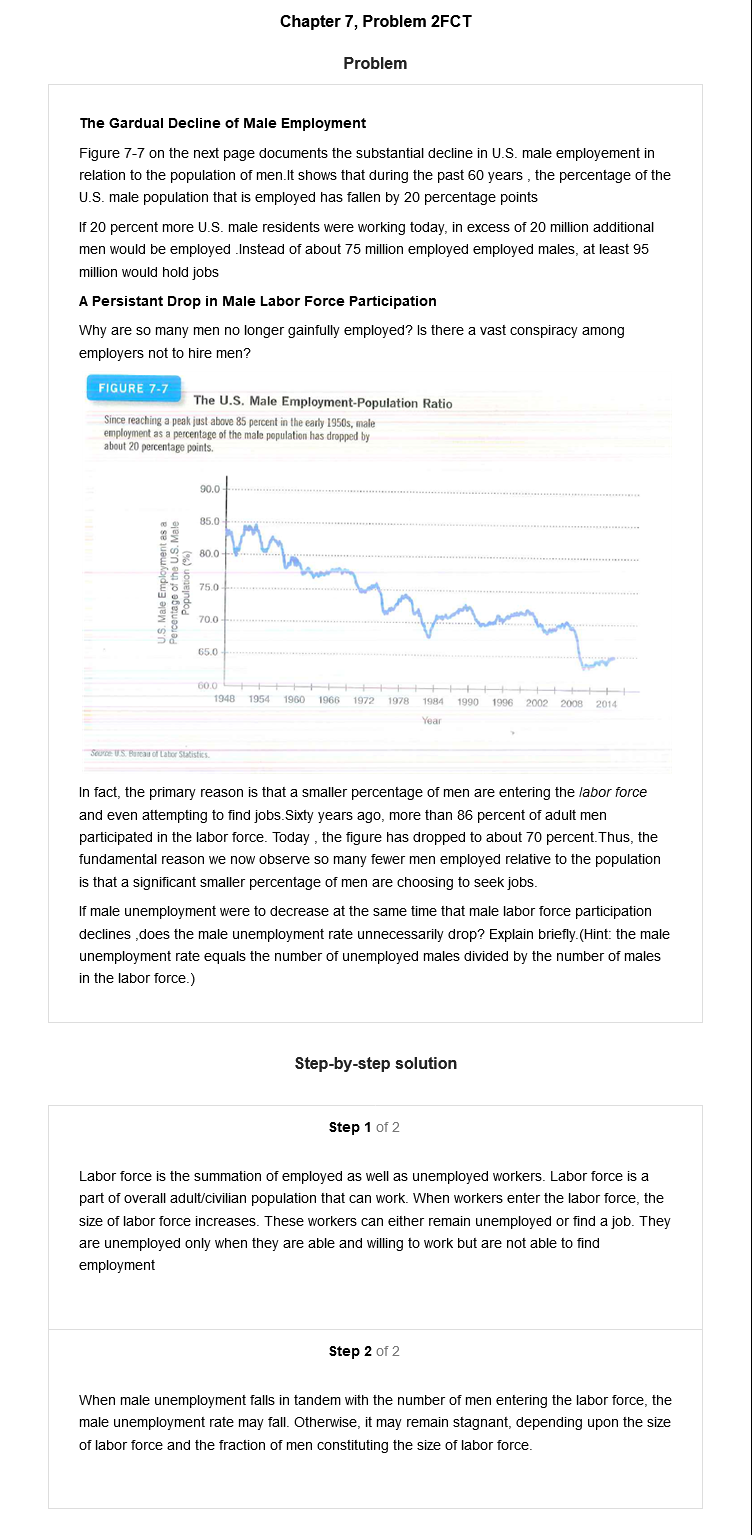 Chapter 7, Problem 2FCT
Problem
The Gardual Decline of Male Employment
Figure 7-7 on the next page documents the substantial decline in U.S. male employement in
relation to the population of men.It shows that during the past 60 years , the percentage of the
U.S. male population that is employed has fallen by 20 percentage points
If 20 percent more U.S. male residents were working today, in excess of 20 million additional
men would be employed .Instead of about 75 million employed employed males, at least 95
million would hold jobs
A Persistant Drop in Male Labor Force Participation
Why are so many men no longer gainfully employed? Is there a vast conspiracy among
employers not to hire men?
FIGURE 7-7
The U.S. Male Employment-Population Ratio
Since reaching a peak just above 85 percent in the early 1950s, male
employment as a percentage of the male population has dropped by
about 20 percentage points.
U.S. Male Employment as a
Percentage of the U.S. Male
Population (%)
90.0
85.0
80.0
75.0
70.0
65.0
60.0
1948 1954 1960 1966 1972 1978 1984 1990 1996 2002 2008 2014
Year
Source: U.S. Bureau of Labor Statistics.
In fact, the primary reason is that a smaller percentage of men are entering the labor force
and even attempting to find jobs.Sixty years ago, more than 86 percent of adult men
participated in the labor force. Today , the figure has dropped to about 70 percent.Thus, the
fundamental reason we now observe so many fewer men employed relative to the population
is that a significant smaller percentage of men are choosing to seek jobs.
If male unemployment were to decrease at the same time that male labor force participation
declines ,does the male unemployment rate unnecessarily drop? Explain briefly.(Hint: the male
unemployment rate equals the number of unemployed males divided by the number of males
in the labor force.)
Step-by-step solution
Step 1 of 2
Labor force is the summation of employed as well as unemployed workers. Labor force is a
part of overall adult/civilian population that can work. When workers enter the labor force, the
size of labor force increases. These workers can either remain unemployed or find a job. They
are unemployed only when they are able and willing to work but are not able to find
employment
Step 2 of 2
When male unemployment falls in tandem with the number of men entering the labor force, the
male unemployment rate may fall. Otherwise, it may remain stagnant, depending upon the size
of labor force and the fraction of men constituting the size of labor force.